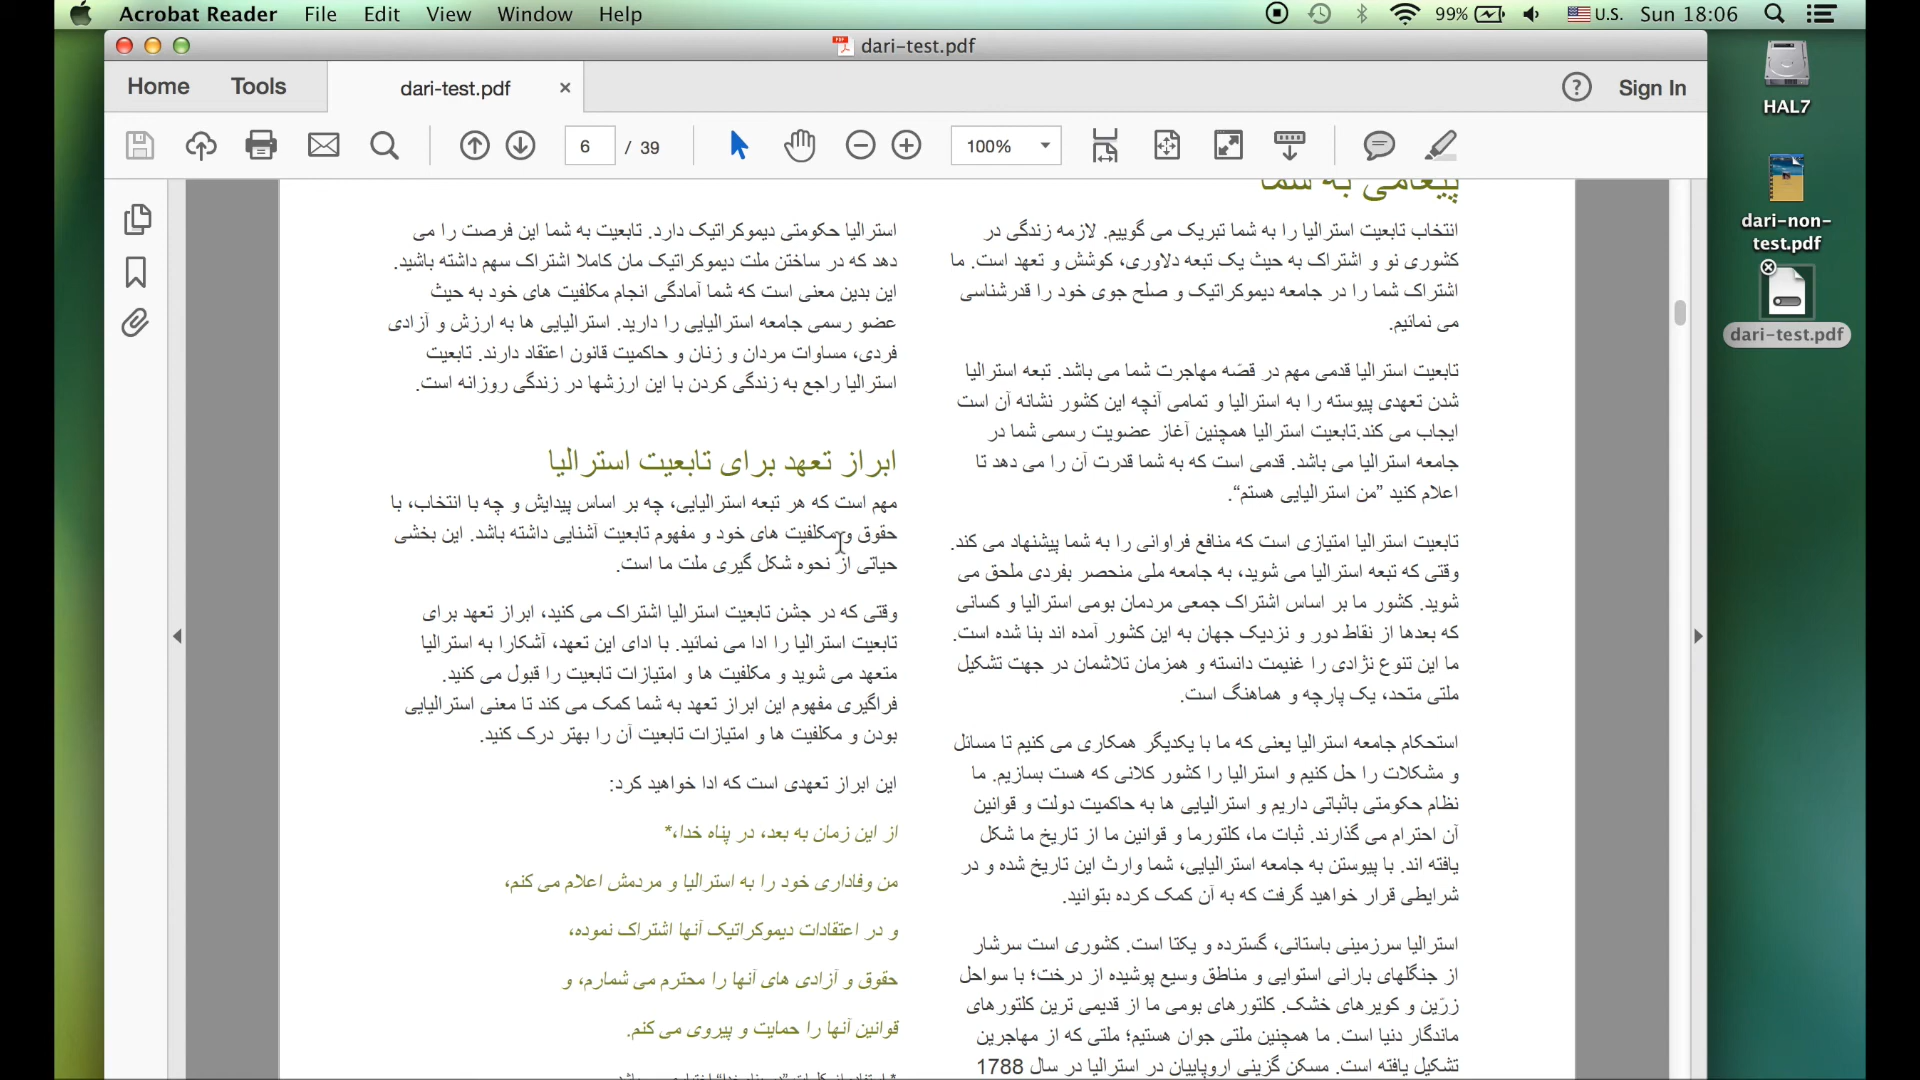 Acrobat Reader File Edit View Window Help 99% U.S. Sun 18:06
dari-test.pdf
Home Tools dari-test.pdf × ? Sign In
6 / 39 100%
HAL7
dari-non-
test.pdf
dari-test.pdf
پیغامی به شما
انتخاب تابعیت استرالیا را به شما تبریک می گوییم. لازمه زندگی در
کشوری نو و اشتراک به حیث یک تبعه دلاوری، کوشش و تعهد است. ما
اشتراک شما را در جامعه دیموکراتیک و صلح جوی خود را قدرشناسی
می نمائیم.
تابعیت استرالیا قدمی مهم در قصّه مهاجرت شما می باشد. تبعه استرالیا
شدن تعهدی پیوسته را به استرالیا و تمامی آنچه این کشور نشانه آن است
ایجاب می کند.تابعیت استرالیا همچنین آغاز عضویت رسمی شما در
جامعه استرالیا می باشد. قدمی است که به شما قدرت آن را می دهد تا
اعلام کنید ”من استرالیایی هستم“.
تابعیت استرالیا امتیازی است که منافع فراوانی را به شما پیشنهاد می کند.
وقتی که تبعه استرالیا می شوید، به جامعه ملی منحصر بفردی ملحق می
شوید. کشور ما بر اساس اشتراک جمعی مردمان بومی استرالیا و کسانی
که بعدها از نقاط دور و نزدیک جهان به این کشور آمده اند بنا شده است.
ما این تنوع نژادی را غنیمت دانسته و همزمان تلاشمان در جهت تشکیل
ملتی متحد، یک پارچه و هماهنگ است.
استحکام جامعه استرالیا یعنی که ما با یکدیگر همکاری می کنیم تا مسائل
و مشکلات را حل کنیم و استرالیا را کشور کلانی که هست بسازیم. ما
نظام حکومتی باثباتی داریم و استرالیایی ها به حاکمیت دولت و قوانین
آن احترام می گذارند. ثبات ما، کلتورما و قوانین ما از تاریخ ما شکل
یافته اند. با پیوستن به جامعه استرالیایی، شما وارث این تاریخ شده و در
شرایطی قرار خواهید گرفت که به آن کمک کرده بتوانید.
استرالیا سرزمینی باستانی، گسترده و یکتا است. کشوری است سرشار
از جنگلهای بارانی استوایی و مناطق وسیع پوشیده از درخت؛ با سواحل
زرّین و کویرهای خشک. کلتورهای بومی ما از قدیمی ترین کلتورهای
ماندگار دنیا است. ما همچنین ملتی جوان هستیم؛ ملتی که از مهاجرین
تشکیل یافته است. مسکن گزینی اروپاییان در استرالیا در سال 1788
استرالیا حکومتی دیموکراتیک دارد. تابعیت به شما این فرصت را می
دهد که در ساختن ملت دیموکراتیک مان کاملا اشتراک سهم داشته باشید.
این بدین معنی است که شما آمادگی انجام مکلفیت های خود به حیث
عضو رسمی جامعه استرالیایی را دارید. استرالیایی ها به ارزش و آزادی
فردی، مساوات مردان و زنان و حاکمیت قانون اعتقاد دارند. تابعیت
استرالیا راجع به زندگی کردن با این ارزشها در زندگی روزانه است.
ابراز تعهد برای تابعیت استرالیا
مهم است که هر تبعه استرالیایی، چه بر اساس پیدایش و چه با انتخاب، با
حقوق و مکلفیت های خود و مفهوم تابعیت آشنایی داشته باشد. این بخشی
حیاتی از نحوه شکل گیری ملت ما است.
وقتی که در جشن تابعیت استرالیا اشتراک می کنید، ابراز تعهد برای
تابعیت استرالیا را ادا می نمائید. با ادای این تعهد، آشکارا به استرالیا
متعهد می شوید و مکلفیت ها و امتیازات تابعیت را قبول می کنید.
فراگیری مفهوم این ابراز تعهد به شما کمک می کند تا معنی استرالیایی
بودن و مکلفیت ها و امتیازات تابعیت آن را بهتر درک کنید.
این ابراز تعهدی است که ادا خواهید کرد:
از این زمان به بعد، در پناه خدا،*
من وفاداری خود را به استرالیا و مردمش اعلام می کنم،
و در اعتقادات دیموکراتیک آنها اشتراک نموده،
حقوق و آزادی های آنها را محترم می شمارم، و
قوانین آنها را حمایت و پیروی می کنم.